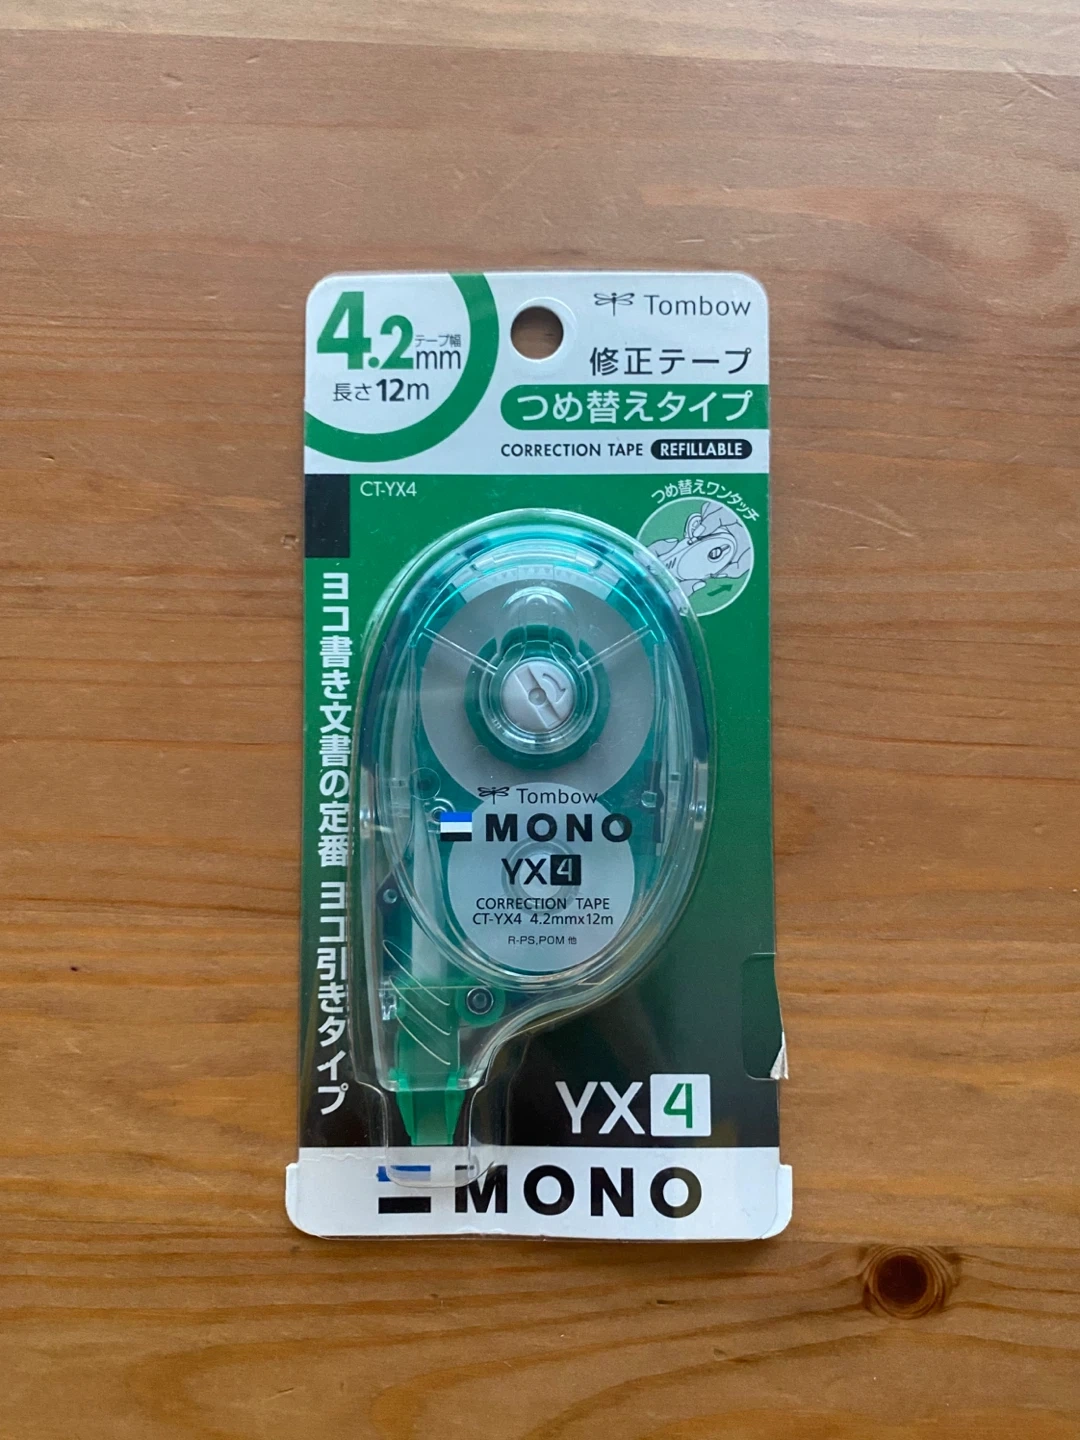 4.2mm
テープ幅
長さ12m
Tombow
修正テープ
つめ替えタイプ
CORRECTION TAPE REFILLABLE
CT-YX4
つめ替えワンタッチ
ヨコ書き文書の定番 ヨコ引きタイプ
Tombow
MONO
YX4
CORRECTION TAPE
CT-YX4 4.2mmx12m
R-PS,POM 他
YX4
MONO